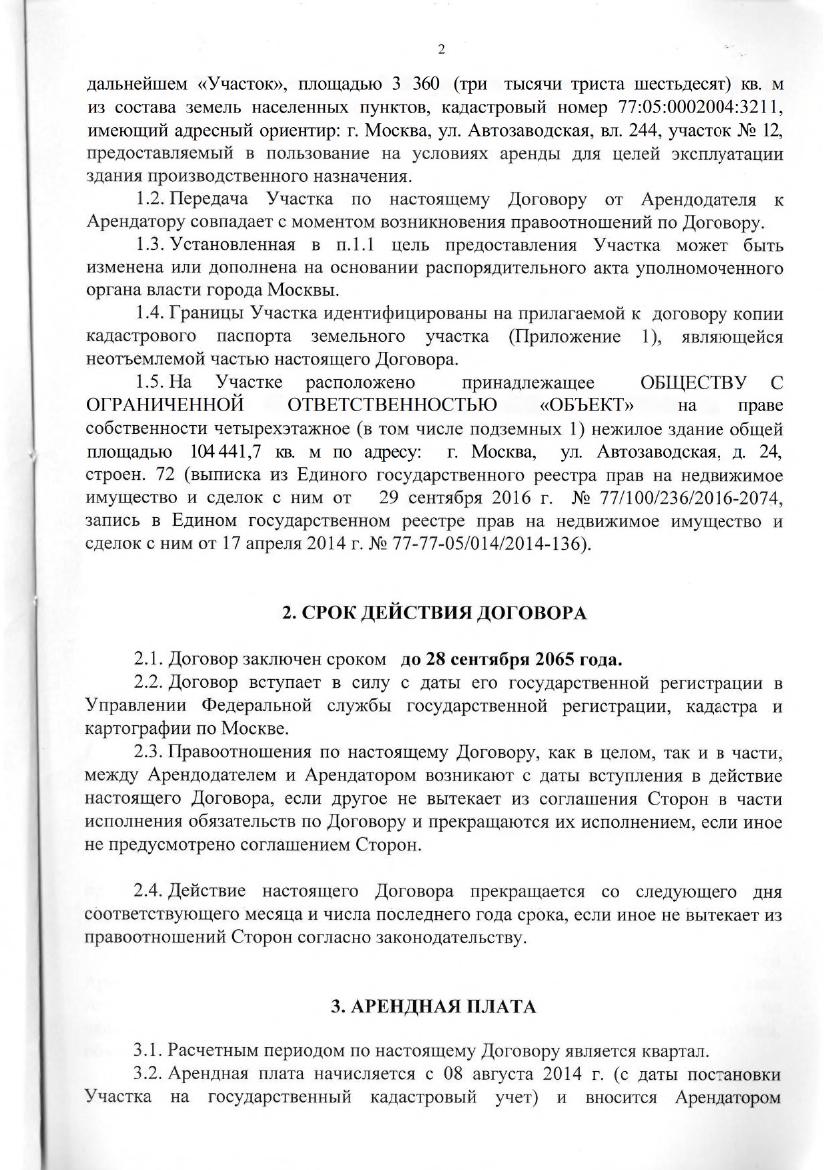 2
дальнейшем «Участок», площадью 3 360 (три тысячи триста шестьдесят) кв. м
из состава земель населенных пунктов, кадастровый номер 77:05:0002004:3211,
имеющий адресный ориентир: г. Москва, ул. Автозаводская, вл. 244, участок № 12,
предоставляемый в пользование на условиях аренды для целей эксплуатации
здания производственного назначения.
1.2. Передача Участка по настоящему Договору от Арендодателя к
Арендатору совпадает с моментом возникновения правоотношений по Договору.
1.3. Установленная в п.1.1 цель предоставления Участка может быть
изменена или дополнена на основании распорядительного акта уполномоченного
органа власти города Москвы.
1.4. Границы Участка идентифицированы на прилагаемой к договору копии
кадастрового паспорта земельного участка (Приложение 1), являющейся
неотъемлемой частью настоящего Договора.
1.5. На Участке расположено принадлежащее ОБЩЕСТВУ С
ОГРАНИЧЕННОЙ ОТВЕТСТВЕННОСТЬЮ «ОБЪЕКТ» на праве
собственности четырехэтажное (в том числе подземных 1) нежилое здание общей
площадью 104 441,7 кв. м по адресу: г. Москва, ул. Автозаводская, д. 24,
строен. 72 (выписка из Единого государственного реестра прав на недвижимое
имущество и сделок с ним от 29 сентября 2016 г. № 77/100/236/2016-2074,
запись в Едином государственном реестре прав на недвижимое имущество и
сделок с ним от 17 апреля 2014 г. № 77-77-05/014/2014-136).
2. СРОК ДЕЙСТВИЯ ДОГОВОРА
2.1. Договор заключен сроком до 28 сентября 2065 года.
2.2. Договор вступает в силу с даты его государственной регистрации в
Управлении Федеральной службы государственной регистрации, кадастра и
картографии по Москве.
2.3. Правоотношения по настоящему Договору, как в целом, так и в части,
между Арендодателем и Арендатором возникают с даты вступления в действие
настоящего Договора, если другое не вытекает из соглашения Сторон в части
исполнения обязательств по Договору и прекращаются их исполнением, если иное
не предусмотрено соглашением Сторон.
2.4. Действие настоящего Договора прекращается со следующего дня
соответствующего месяца и числа последнего года срока, если иное не вытекает из
правоотношений Сторон согласно законодательству.
3. АРЕНДНАЯ ПЛАТА
3.1. Расчетным периодом по настоящему Договору является квартал.
3.2. Арендная плата начисляется с 08 августа 2014 г. (с даты постановки
Участка на государственный кадастровый учет) и вносится Арендатором